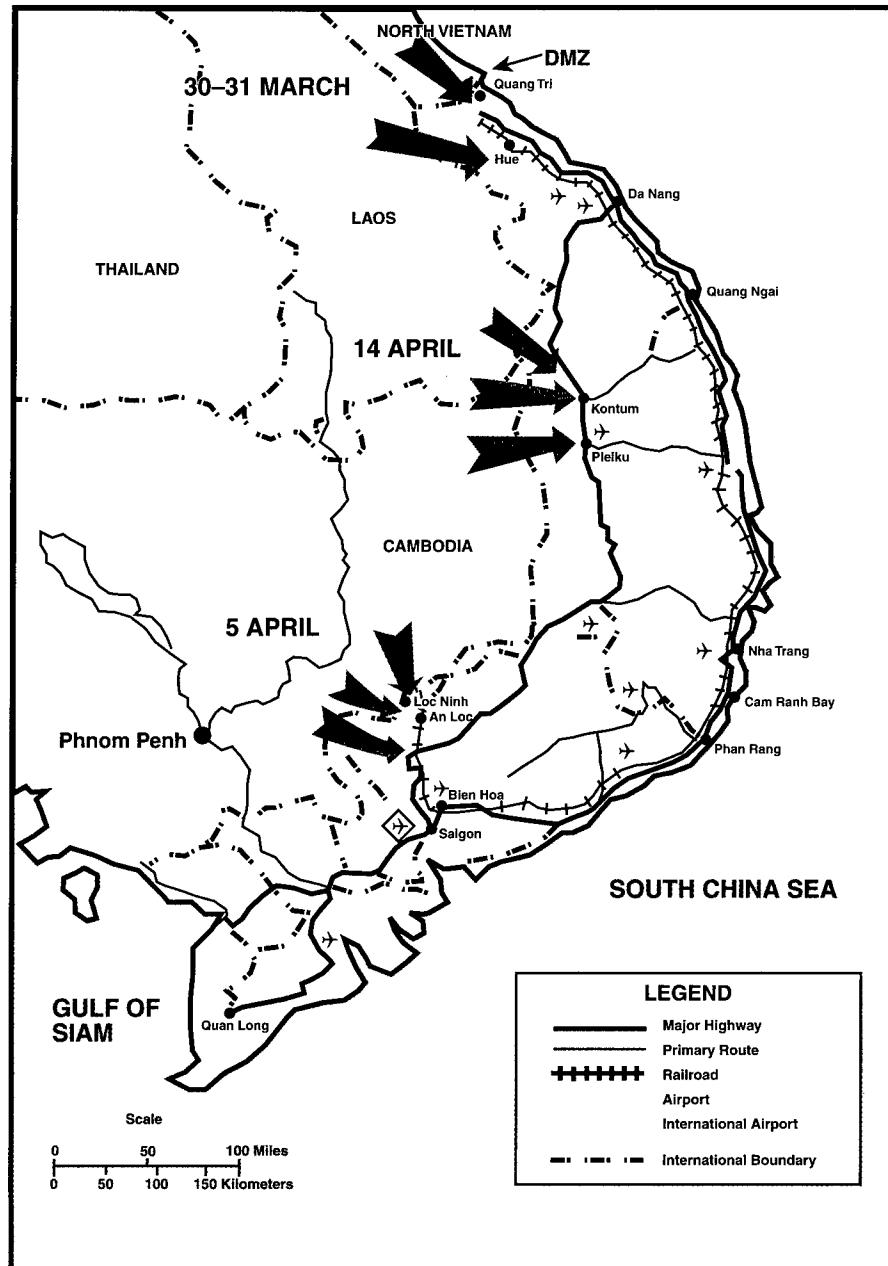 NORTH VIETNAM
DMZ
30–31 MARCH
Quang Tri
Hue
Da Nang
LAOS
THAILAND
Quang Ngai
14 APRIL
Kontum
Pleiku
CAMBODIA
5 APRIL
Nha Trang
Loc Ninh
Cam Ranh Bay
An Loc
Phnom Penh
Phan Rang
Bien Hoa
Saigon
SOUTH CHINA SEA
GULF OF
SIAM
Quan Long
LEGEND
Major Highway
Primary Route
Railroad
Airport
International Airport
International Boundary
Scale
0 50 100 Miles
0 50 100 150 Kilometers